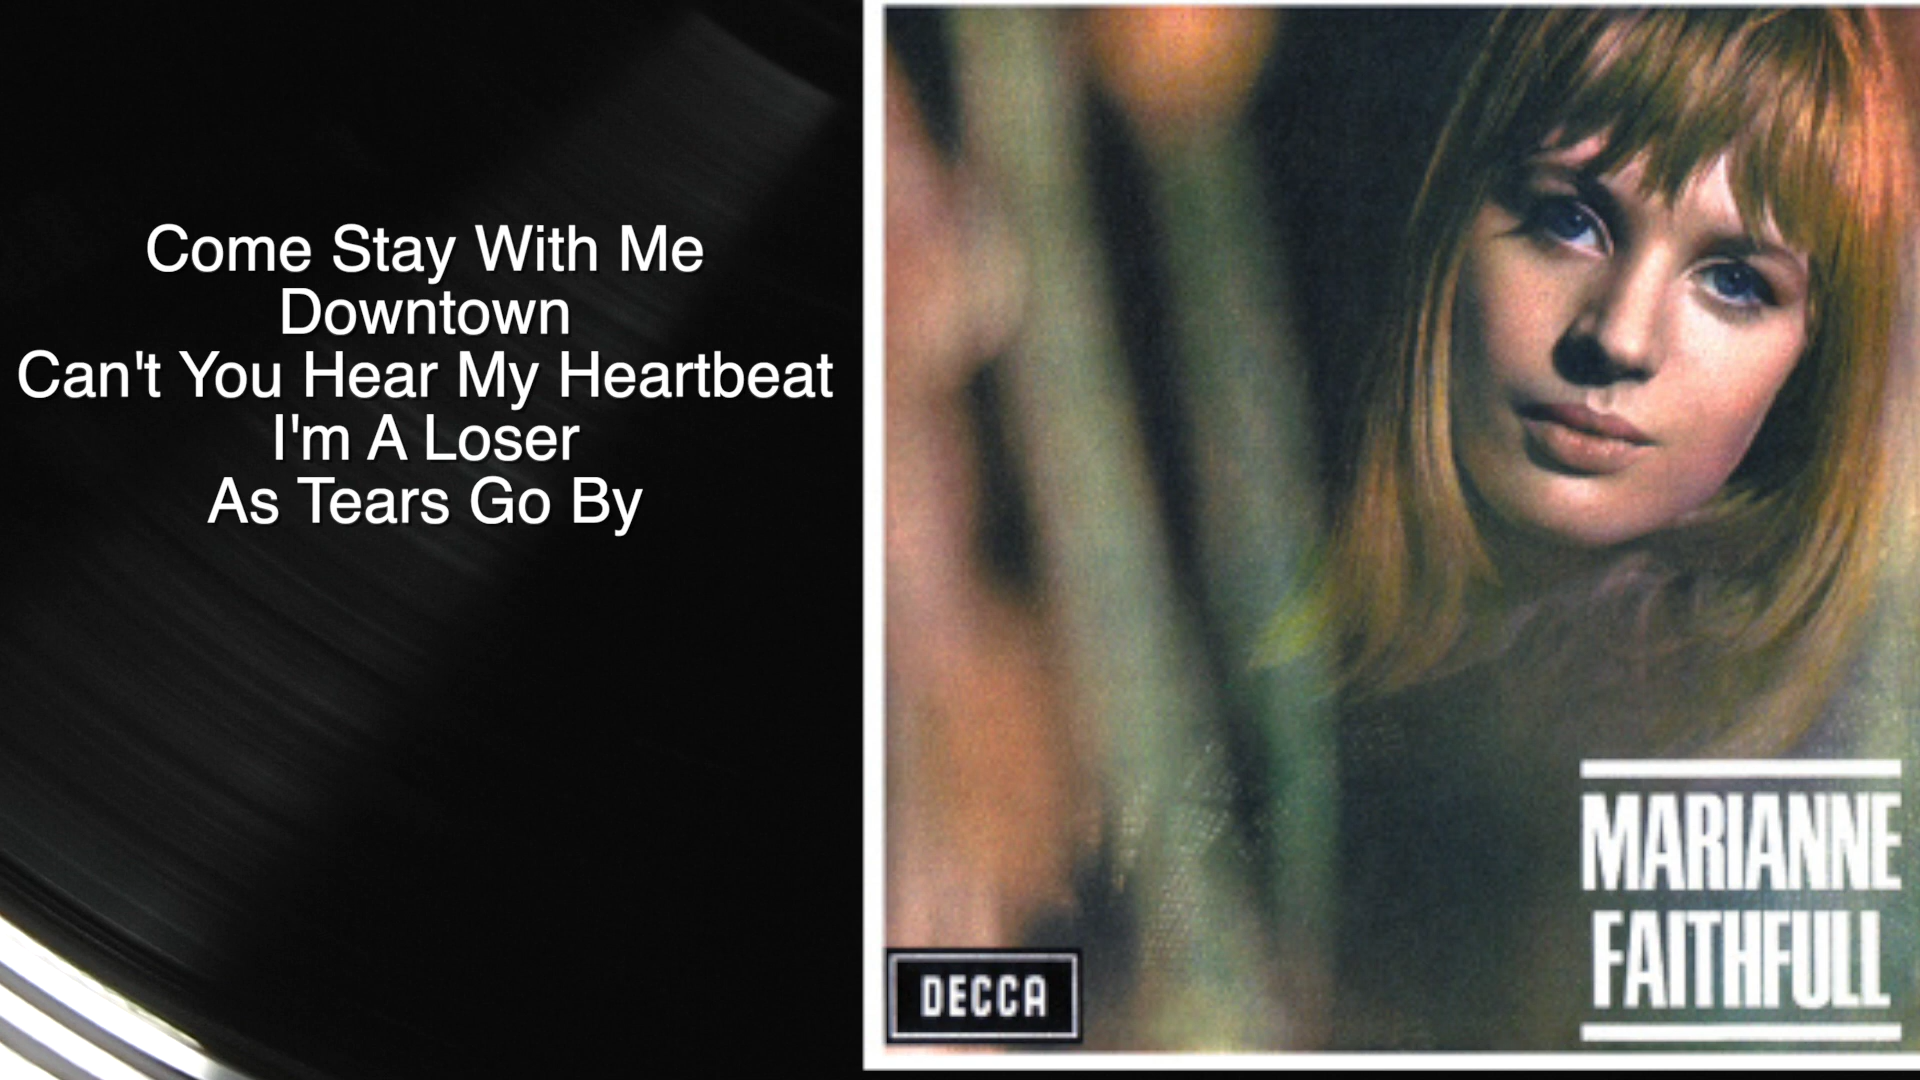 Come Stay With Me
Downtown
Can't You Hear My Heartbeat
I'm A Loser
As Tears Go By
MARIANNE
FAITHFULL
DECCA